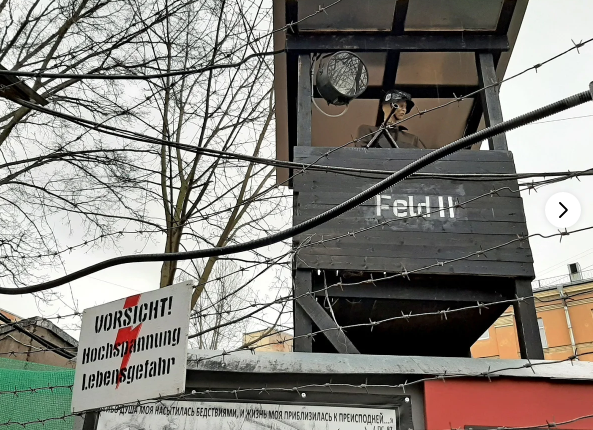 Feld II
VORSICHT!
Hochspannung
Lebensgefahr
ДУША МОЯ НАСЫТИЛАСЬ БЕДСТВИЯМИ, И ЖИЗНЬ МОЯ ПРИБЛИЗИЛАСЬ К ПРЕИСПОДНЕЙ..."